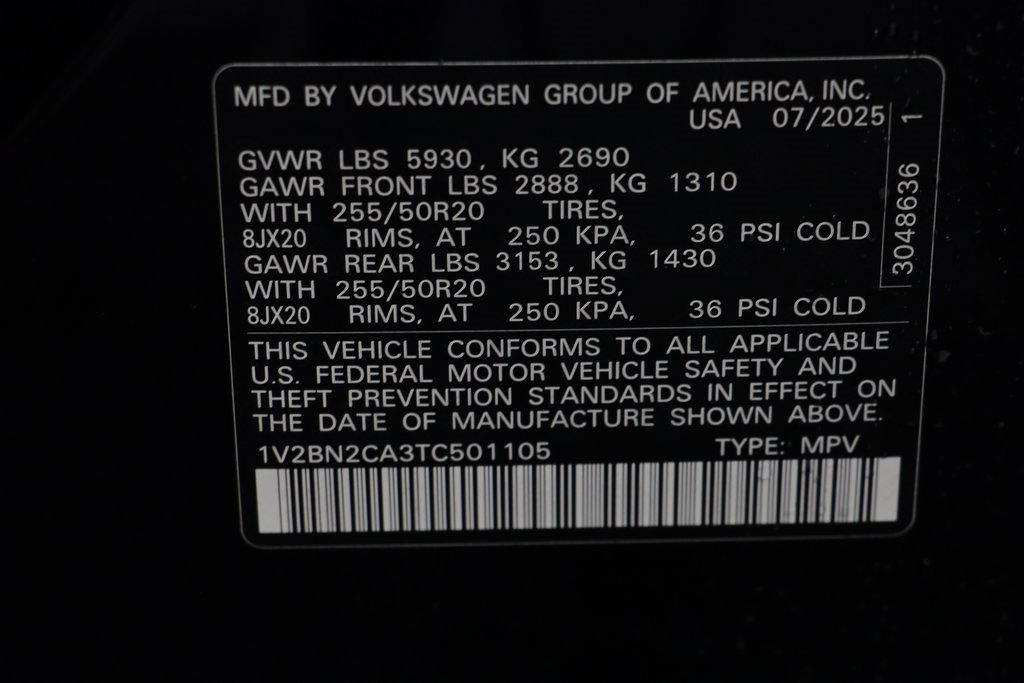 MFD BY VOLKSWAGEN GROUP OF AMERICA, INC.
USA 07/2025
GVWR LBS 5930, KG 2690
GAWR FRONT LBS 2888, KG 1310
WITH 255/50R20 TIRES,
8JX20 RIMS, AT 250 KPA, 36 PSI COLD
GAWR REAR LBS 3153, KG 1430
WITH 255/50R20 TIRES,
8JX20 RIMS, AT 250 KPA, 36 PSI COLD
3048636 1
THIS VEHICLE CONFORMS TO ALL APPLICABLE
U.S. FEDERAL MOTOR VEHICLE SAFETY AND
THEFT PREVENTION STANDARDS IN EFFECT ON
THE DATE OF MANUFACTURE SHOWN ABOVE.
1V2BN2CA3TC501105 TYPE: MPV